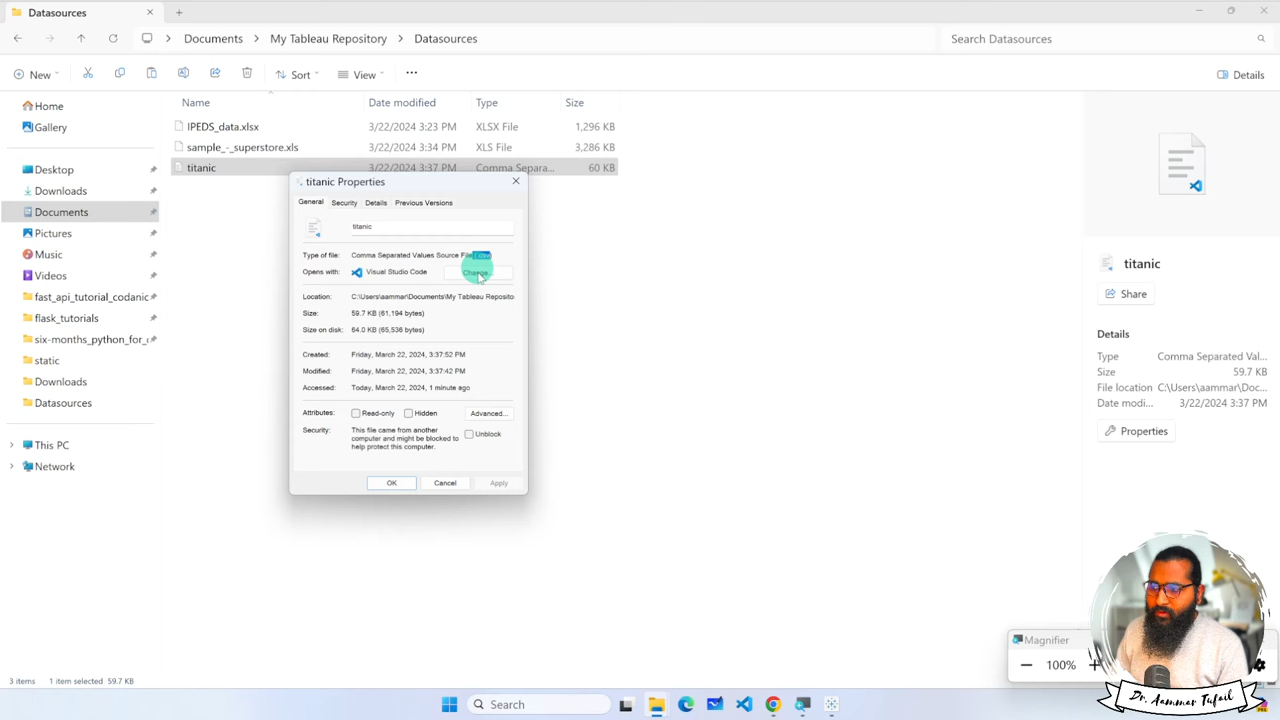 Datasources
Documents > My Tableau Repository > Datasources
Search Datasources
New
Sort
View
Details
Home
Gallery
Desktop
Downloads
Documents
Pictures
Music
Videos
fast_api_tutorial_codanic
flask_tutorials
six-months_python_for_c
static
Downloads
Datasources
This PC
Network
Name Date modified Type Size
IPEDS_data.xlsx 3/22/2024 3:23 PM XLSX File 1,296 KB
sample_-_superstore.xls 3/22/2024 3:34 PM XLS File 3,286 KB
titanic 3/22/2024 3:37 PM Comma Separa... 60 KB
titanic Properties
General Security Details Previous Versions
titanic
Type of file: Comma Separated Values Source File
Opens with: Visual Studio Code Change...
Location: C:\Users\aammar\Documents\My Tableau Reposito
Size: 59.7 KB (61,194 bytes)
Size on disk: 64.0 KB (65,536 bytes)
Created: Friday, March 22, 2024, 3:37:52 PM
Modified: Friday, March 22, 2024, 3:37:42 PM
Accessed: Today, March 22, 2024, 1 minute ago
Attributes: Read-only Hidden Advanced...
Security: This file came from another
computer and might be blocked to
help protect this computer.
Unblock
OK Cancel Apply
titanic
Share
Details
Type Comma Separated Val...
Size 59.7 KB
File location C:\Users\aammar\Doc...
Date modi... 3/22/2024 3:37 PM
Properties
Magnifier
100%
Dr. Aammar Tufail
3 items 1 item selected 59.7 KB
Search